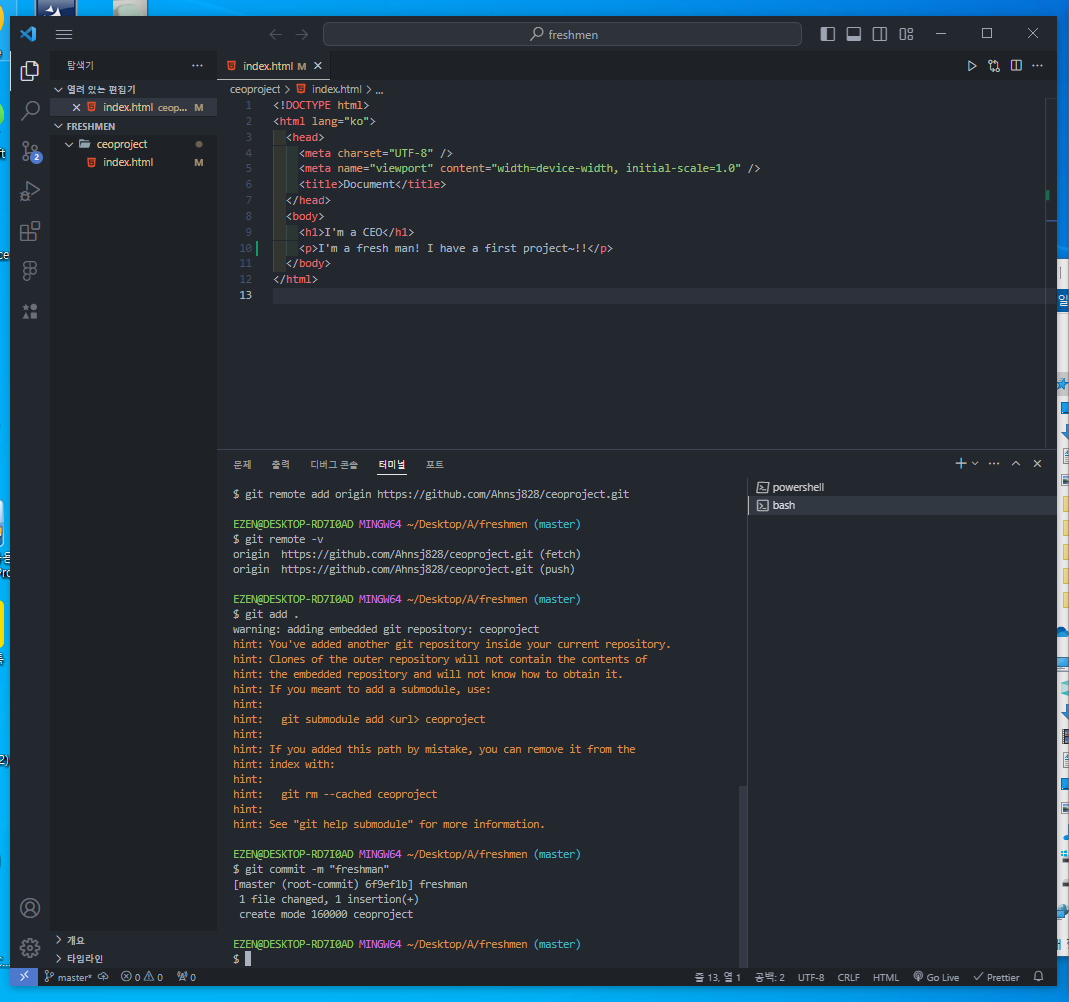 freshmen
탐색기
index.html M
열려 있는 편집기
index.html ceop... M
FRESHMEN
ceoproject
index.html M
2
ceoproject > index.html > ...
1 <!DOCTYPE html>
2 <html lang="ko">
3 <head>
4 <meta charset="UTF-8" />
5 <meta name="viewport" content="width=device-width, initial-scale=1.0" />
6 <title>Document</title>
7 </head>
8 <body>
9 <h1>I'm a CEO</h1>
10 <p>I'm a fresh man! I have a first project~!!</p>
11 </body>
12 </html>
13
문제 출력 디버그 콘솔 터미널 포트
powershell
bash
$ git remote add origin https://github.com/Ahnsj828/ceoproject.git
EZEN@DESKTOP-RD7I0AD MINGW64 ~/Desktop/A/freshmen (master)
$ git remote -v
origin https://github.com/Ahnsj828/ceoproject.git (fetch)
origin https://github.com/Ahnsj828/ceoproject.git (push)
EZEN@DESKTOP-RD7I0AD MINGW64 ~/Desktop/A/freshmen (master)
$ git add .
warning: adding embedded git repository: ceoproject
hint: You've added another git repository inside your current repository.
hint: Clones of the outer repository will not contain the contents of
hint: the embedded repository and will not know how to obtain it.
hint: If you meant to add a submodule, use:
hint:
hint: git submodule add <url> ceoproject
hint:
hint: If you added this path by mistake, you can remove it from the
hint: index with:
hint:
hint: git rm --cached ceoproject
hint:
hint: See "git help submodule" for more information.
EZEN@DESKTOP-RD7I0AD MINGW64 ~/Desktop/A/freshmen (master)
$ git commit -m "freshman"
[master (root-commit) 6f9ef1b] freshman
1 file changed, 1 insertion(+)
create mode 160000 ceoproject
EZEN@DESKTOP-RD7I0AD MINGW64 ~/Desktop/A/freshmen (master)
$
개요
타임라인
master* 0 0 0 줄 13, 열 1 공백: 2 UTF-8 CRLF HTML Go Live Prettier